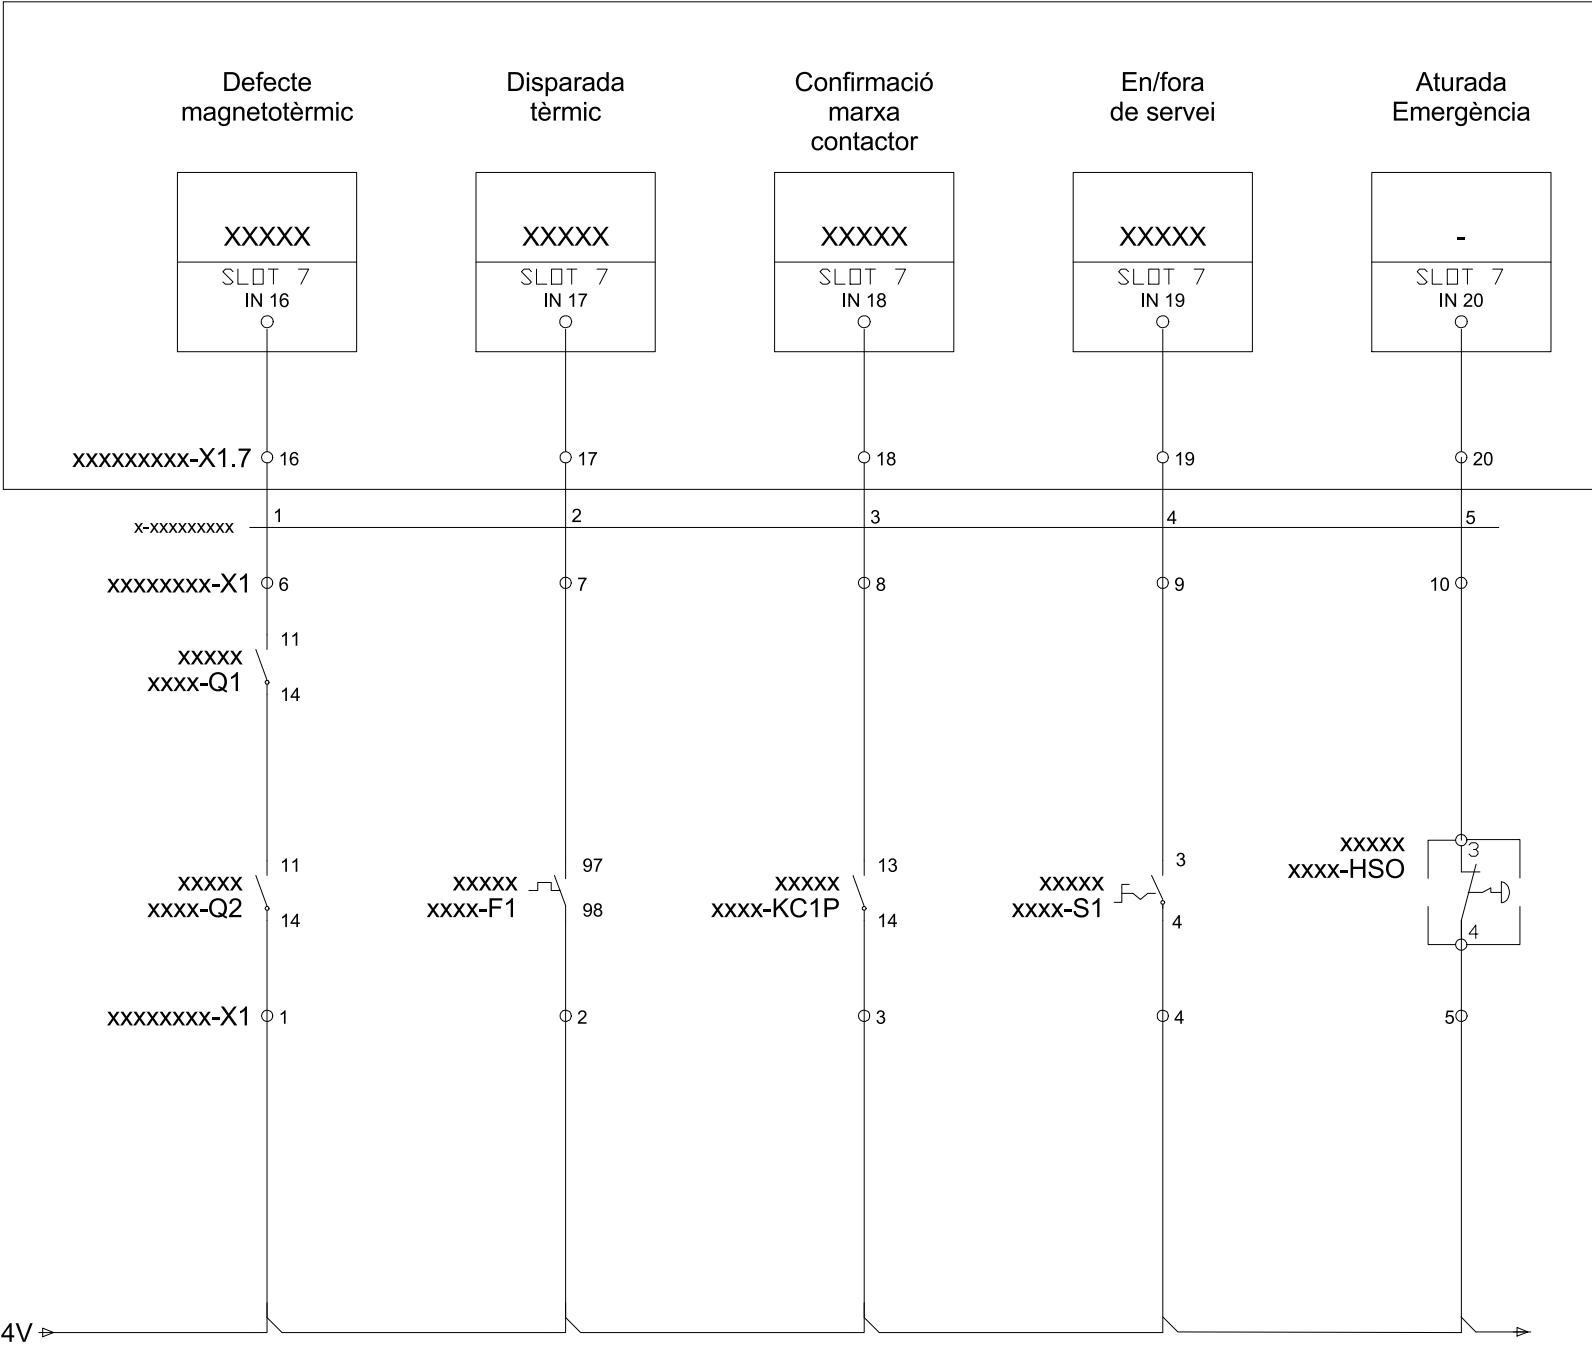 Defecte
magnetotèrmic
Disparada
tèrmic
Confirmació
marxa
contactor
En/fora
de servei
Aturada
Emergència
XXXXX
XXXXX
XXXXX
XXXXX
-
SLOT 7
SLOT 7
SLOT 7
SLOT 7
SLOT 7
IN 16
IN 17
IN 18
IN 19
IN 20
xxxxxxxxx-X1.7
16
17
18
19
20
x-xxxxxxxxx
1
2
3
4
5
xxxxxxxx-X1
6
7
8
9
10
11
xxxxx
xxxx-Q1
14
11
xxxxx
xxxx-Q2
14
97
xxxxx
xxxx-F1
98
13
xxxxx
xxxx-KC1P
14
3
xxxxx
xxxx-S1
4
xxxxx
xxxx-HSO
3
4
xxxxxxxx-X1
1
2
3
4
5
4V